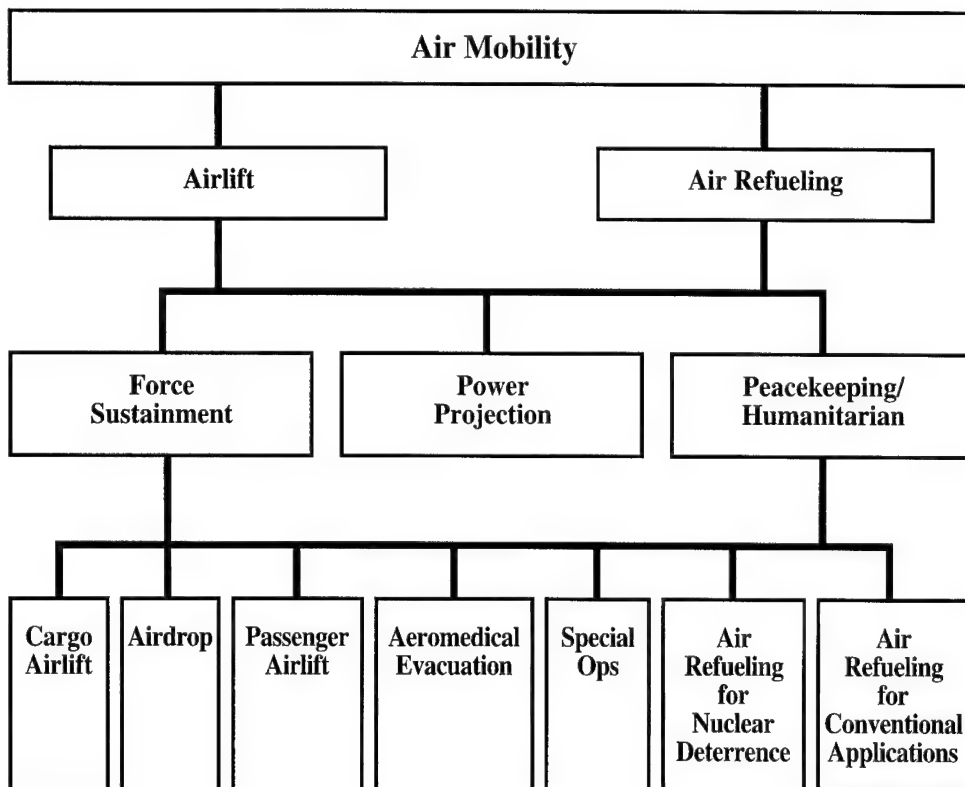 Air Mobility
Airlift
Air Refueling
Force
Sustainment
Power
Projection
Peacekeeping/
Humanitarian
Cargo
Airlift
Airdrop
Passenger
Airlift
Aeromedical
Evacuation
Special
Ops
Air
Refueling
for
Nuclear
Deterrence
Air
Refueling
for
Conventional
Applications